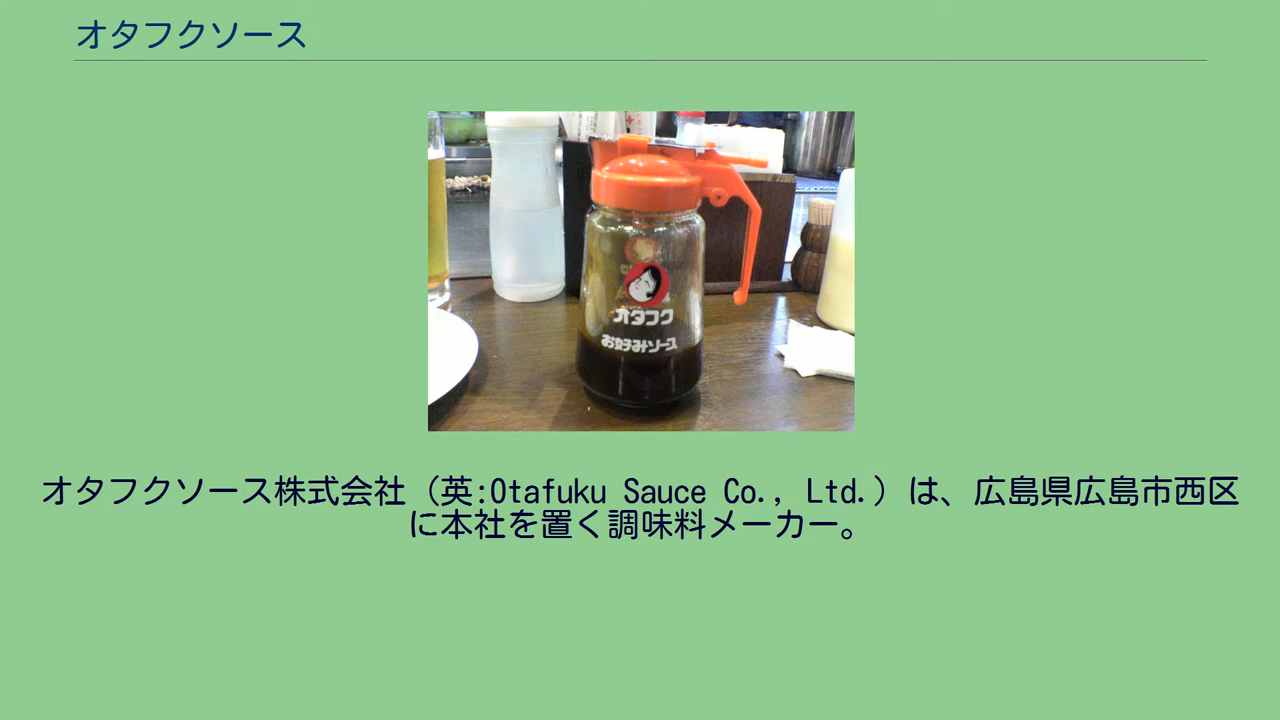 オタフクソース
オタフク
お好みソース
オタフクソース株式会社（英:Otafuku Sauce Co., Ltd.）は、広島県広島市西区
に本社を置く調味料メーカー。